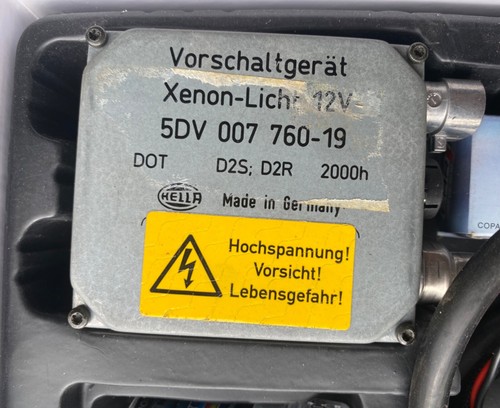 Vorschaltgerät
Xenon-Licht 12V
5DV 007 760-19
DOT D2S; D2R 2000h
HELLA Made in Germany
Hochspannung!
Vorsicht!
Lebensgefahr!
COPA